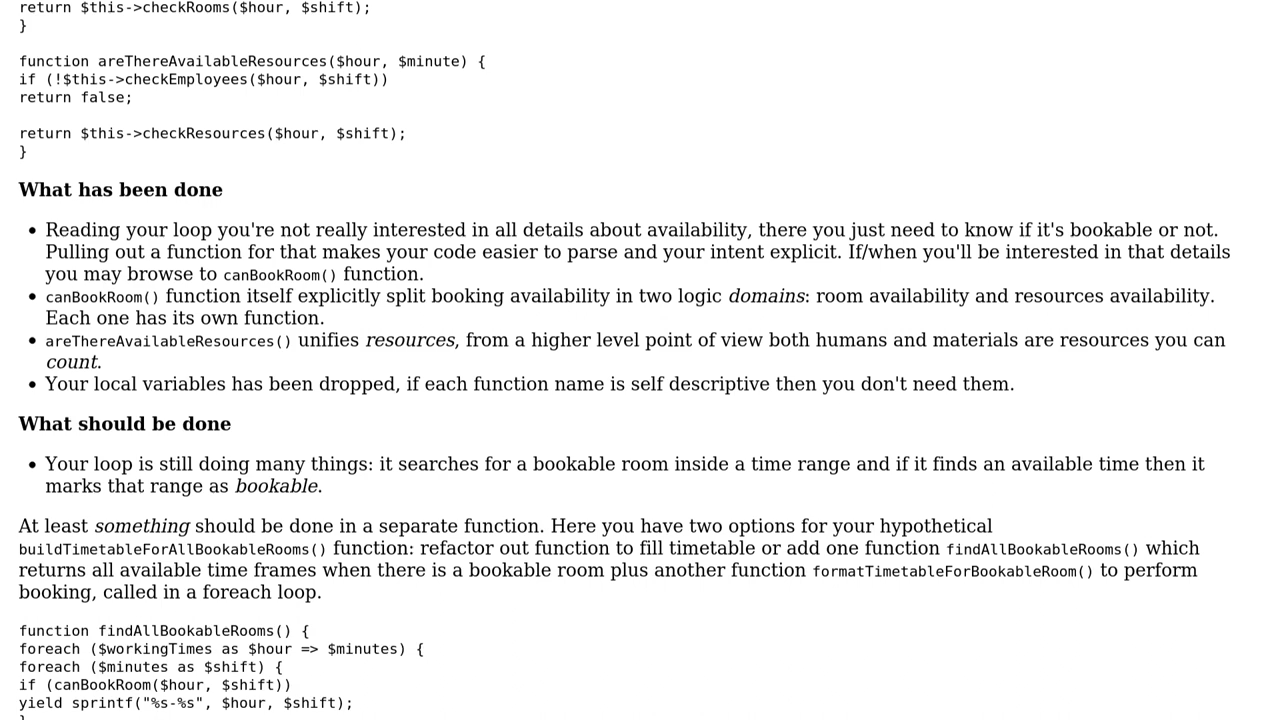 return $this->checkRooms($hour, $shift);
}
function areThereAvailableResources($hour, $minute) {
if (!$this->checkEmployees($hour, $shift))
return false;
return $this->checkResources($hour, $shift);
}
What has been done
• Reading your loop you're not really interested in all details about availability, there you just need to know if it's bookable or not.
Pulling out a function for that makes your code easier to parse and your intent explicit. If/when you'll be interested in that details
you may browse to canBookRoom() function.
• canBookRoom() function itself explicitly split booking availability in two logic domains: room availability and resources availability.
Each one has its own function.
• areThereAvailableResources() unifies resources, from a higher level point of view both humans and materials are resources you can
count.
• Your local variables has been dropped, if each function name is self descriptive then you don't need them.
What should be done
• Your loop is still doing many things: it searches for a bookable room inside a time range and if it finds an available time then it
marks that range as bookable.
At least something should be done in a separate function. Here you have two options for your hypothetical
buildTimetableForAllBookableRooms() function: refactor out function to fill timetable or add one function findAllBookableRooms() which
returns all available time frames when there is a bookable room plus another function formatTimetableForBookableRoom() to perform
booking, called in a foreach loop.
function findAllBookableRooms() {
foreach ($workingTimes as $hour => $minutes) {
foreach ($minutes as $shift) {
if (canBookRoom($hour, $shift))
yield sprintf("%s-%s", $hour, $shift);
}